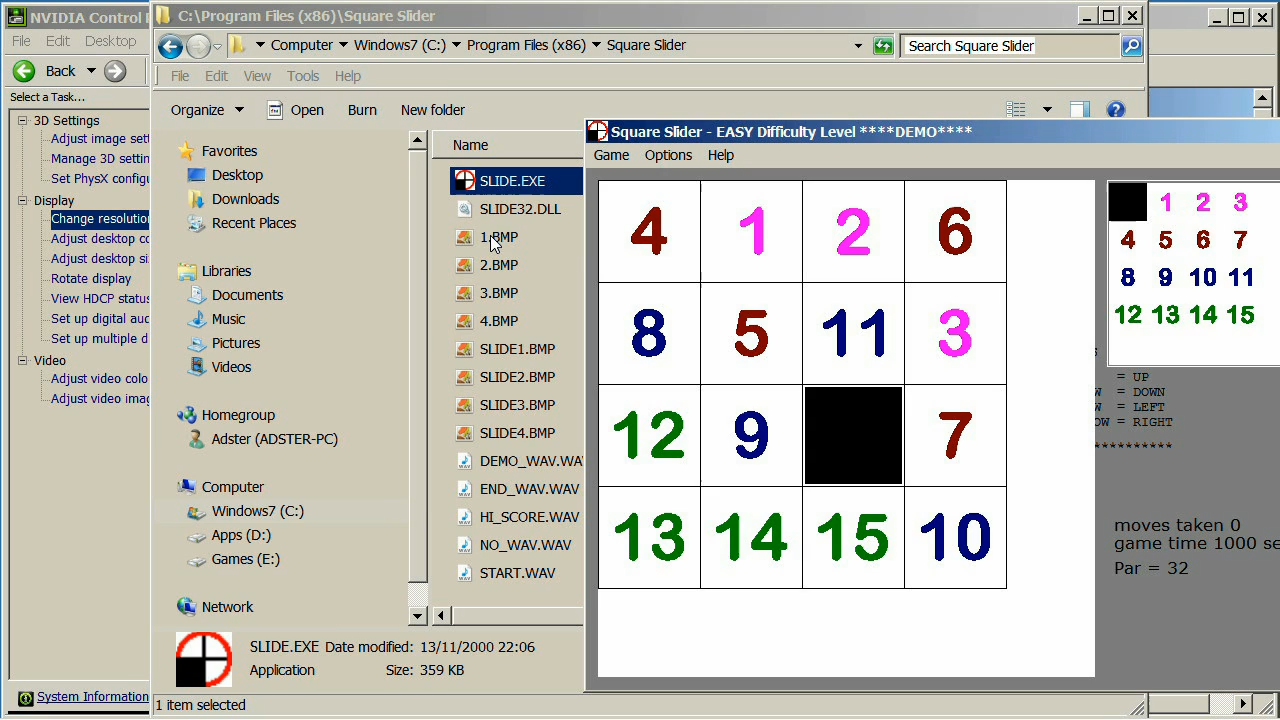 NVIDIA Control P
File Edit Desktop
Back
Select a Task...
3D Settings
Adjust image sett
Manage 3D settin
Set PhysX configu
Display
Change resolution
Adjust desktop co
Adjust desktop si
Rotate display
View HDCP status
Set up digital aud
Set up multiple d
Video
Adjust video colo
Adjust video imag
System Information
C:\Program Files (x86)\Square Slider
Computer Windows7 (C:) Program Files (x86) Square Slider
Search Square Slider
File Edit View Tools Help
Organize Open Burn New folder
Favorites
Desktop
Downloads
Recent Places
Libraries
Documents
Music
Pictures
Videos
Homegroup
Adster (ADSTER-PC)
Computer
Windows7 (C:)
Apps (D:)
Games (E:)
Network
Name
SLIDE.EXE
SLIDE32.DLL
1.BMP
2.BMP
3.BMP
4.BMP
SLIDE1.BMP
SLIDE2.BMP
SLIDE3.BMP
SLIDE4.BMP
DEMO_WAV.WAV
END_WAV.WAV
HI_SCORE.WAV
NO_WAV.WAV
START.WAV
SLIDE.EXE Date modified: 13/11/2000 22:06
Application Size: 359 KB
1 item selected
Square Slider - EASY Difficulty Level ****DEMO****
Game Options Help
4 1 2 6
8 5 11 3
12 9 7
13 14 15 10
1 2 3
4 5 6 7
8 9 10 11
12 13 14 15
= UP
W = DOWN
W = LEFT
OW = RIGHT
**********
moves taken 0
game time 1000 se
Par = 32